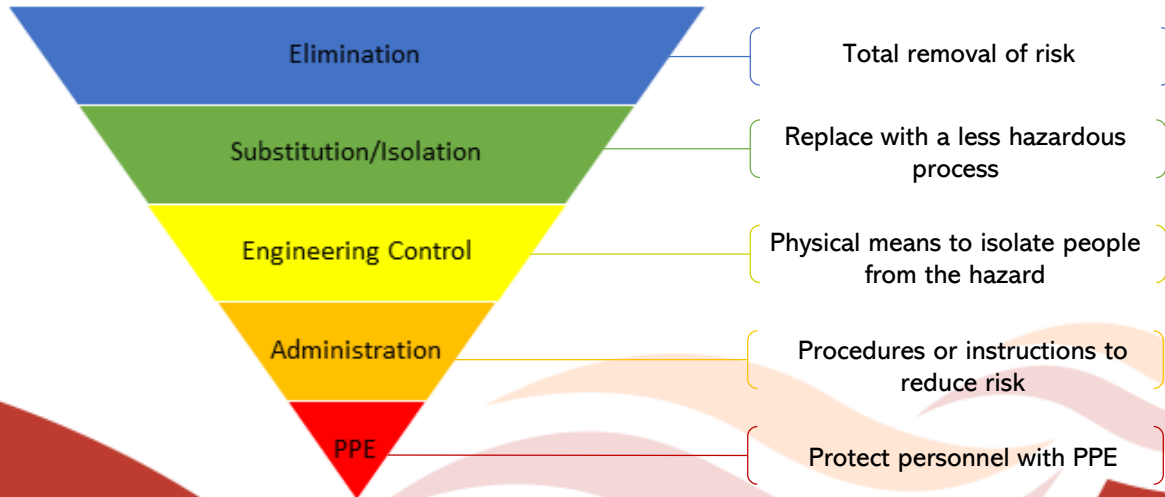 Elimination
Total removal of risk
Substitution/Isolation
Replace with a less hazardous
process
Engineering Control
Physical means to isolate people
from the hazard
Administration
Procedures or instructions to
reduce risk
PPE
Protect personnel with PPE